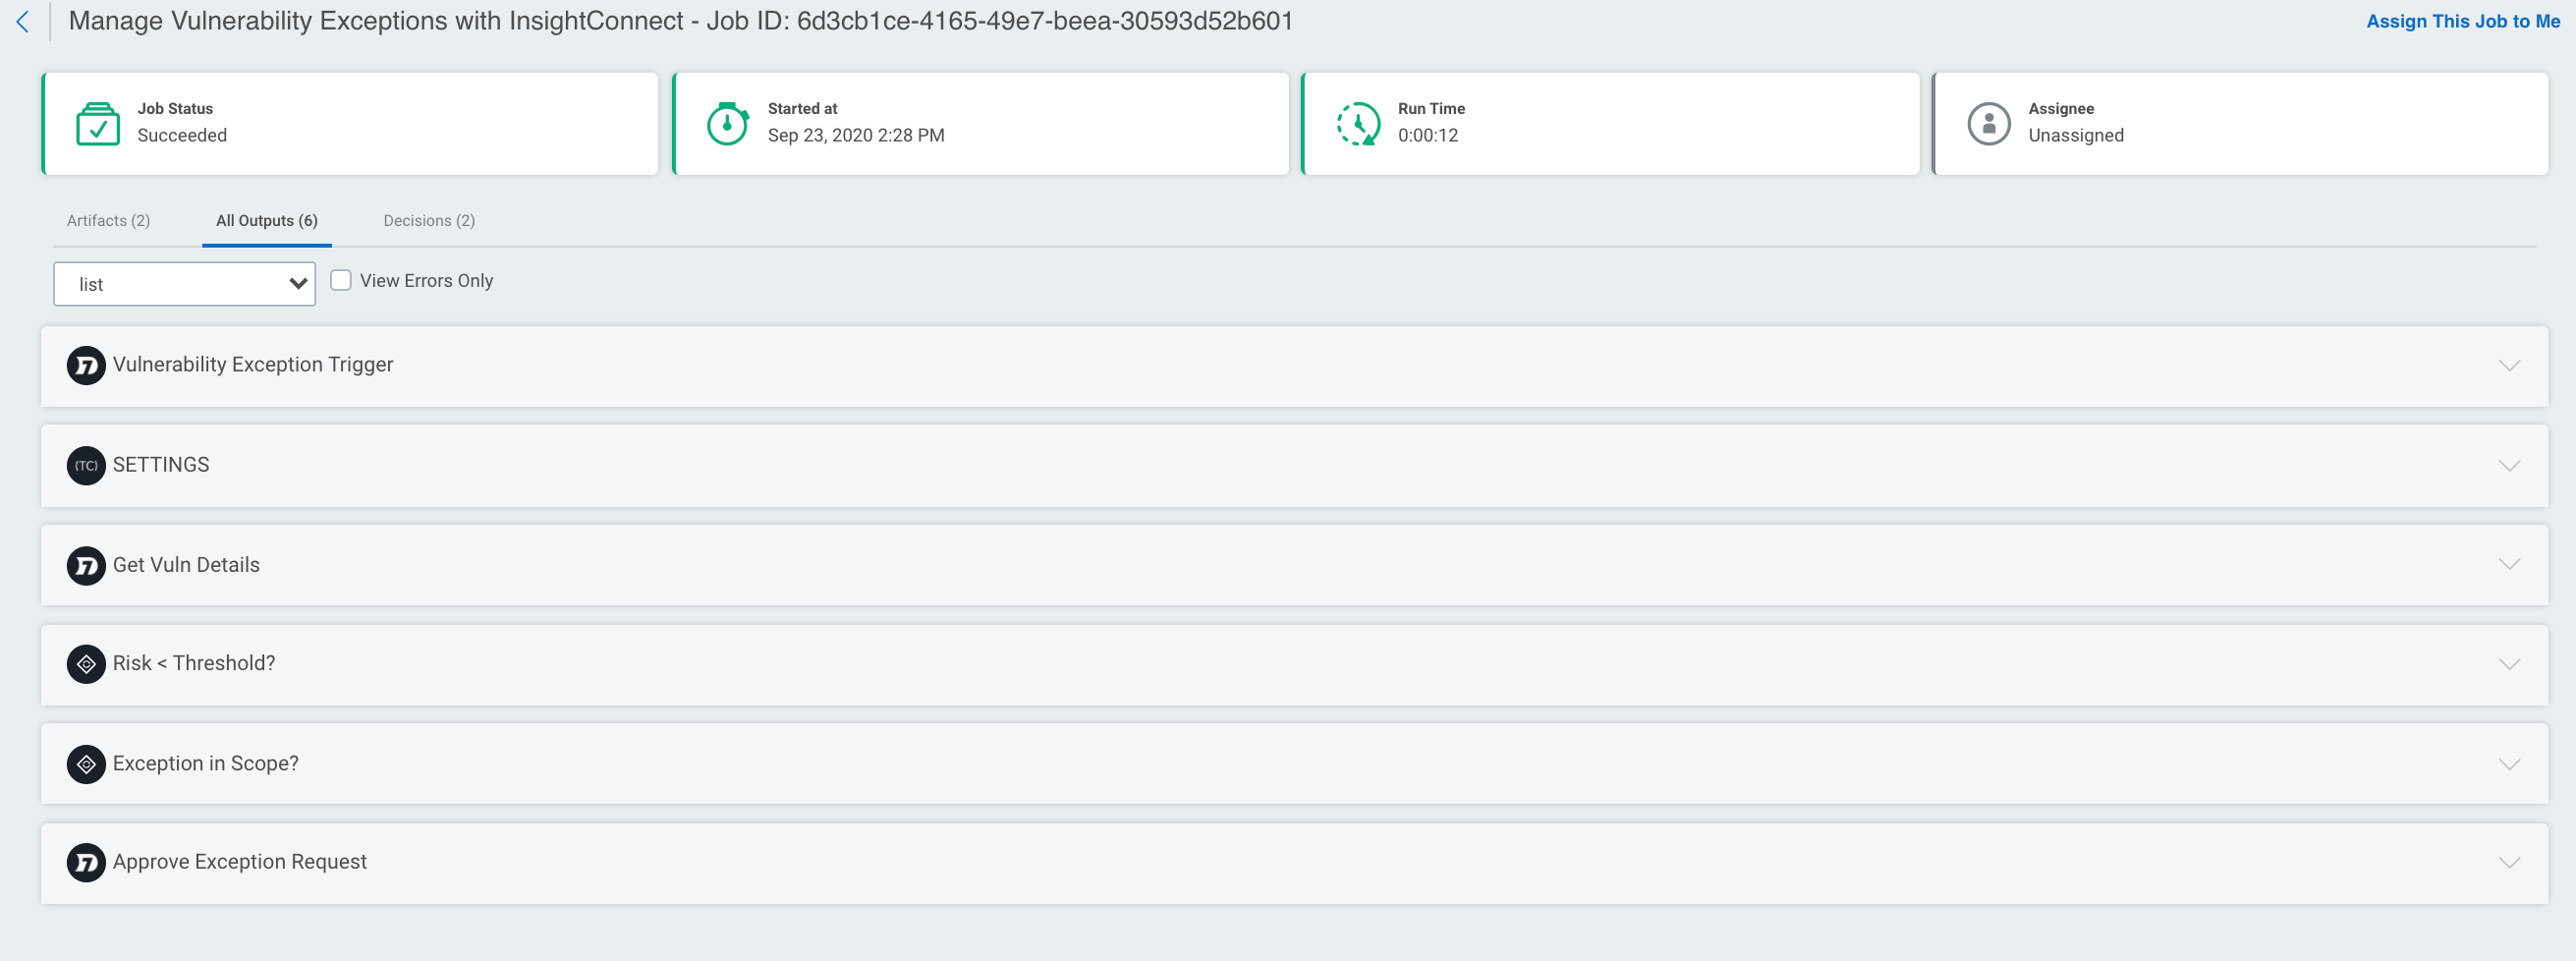 Manage Vulnerability Exceptions with InsightConnect - Job ID: 6d3cb1ce-4165-49e7-beea-30593d52b601
Assign This Job to Me
Job Status
Succeeded
Started at
Sep 23, 2020 2:28 PM
Run Time
0:00:12
Assignee
Unassigned
Artifacts (2)
All Outputs (6)
Decisions (2)
list
View Errors Only
Vulnerability Exception Trigger
(TC) SETTINGS
Get Vuln Details
Risk < Threshold?
Exception in Scope?
Approve Exception Request